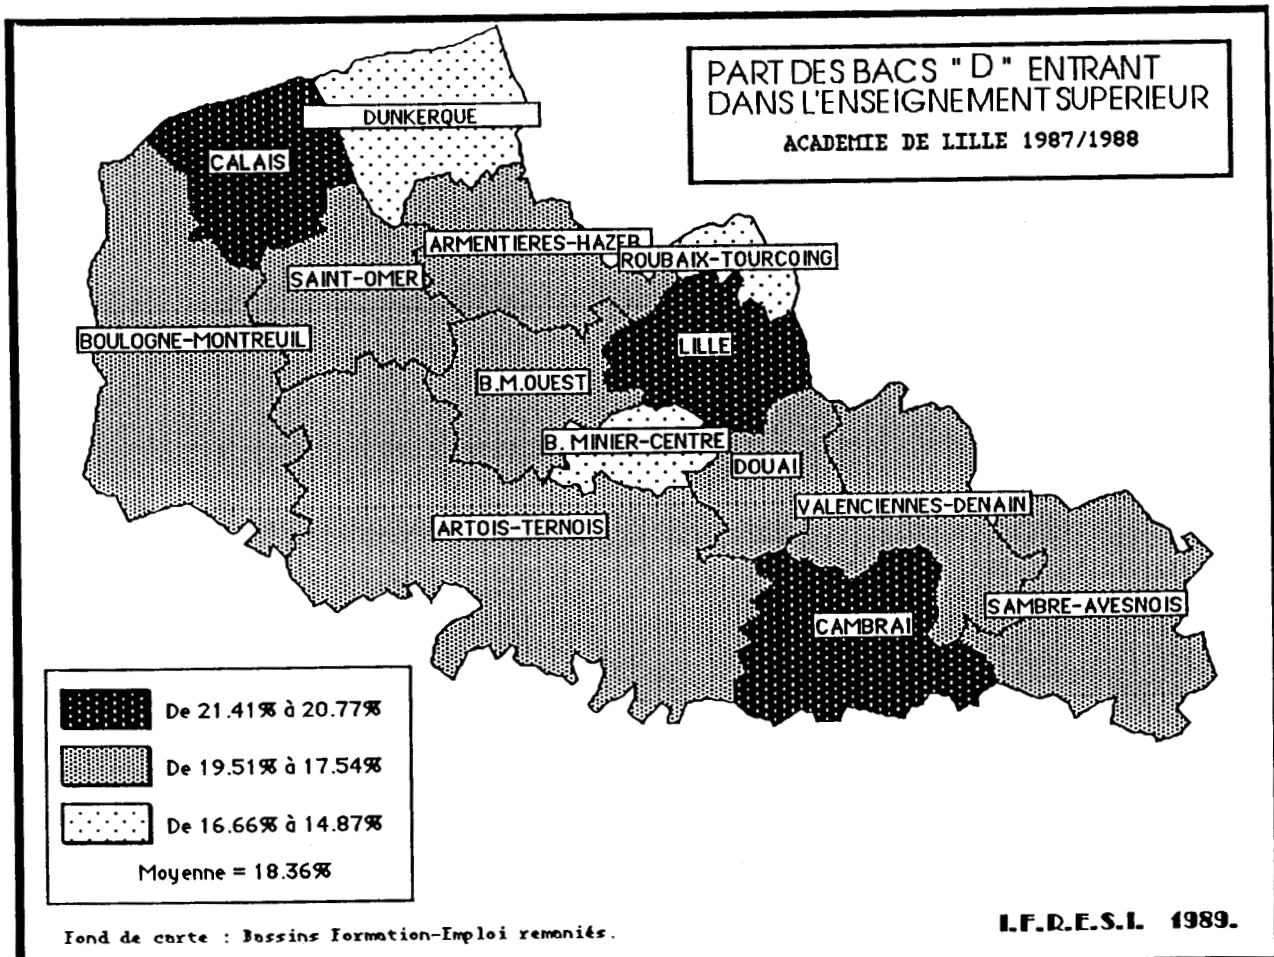 PART DES BACS " D " ENTRANT
DANS L'ENSEIGNEMENT SUPERIEUR
ACADEMIE DE LILLE 1987/1988
DUNKERQUE
CALAIS
ARMENTIERES-HAZEB.
ROUBAIX-TOURCOING
SAINT-OMER
BOULOGNE-MONTREUIL
LILLE
B.M.OUEST
B. MINIER-CENTRE
DOUAI
VALENCIENNES-DENAIN
ARTOIS-TERNOIS
SAMBRE-AVESNOIS
CAMBRAI
De 21.41% à 20.77%
De 19.51% à 17.54%
De 16.66% à 14.87%
Moyenne = 18.36%
Fond de carte : Bassins Formation-Emploi remaniés.
I.F.R.E.S.I. 1989.